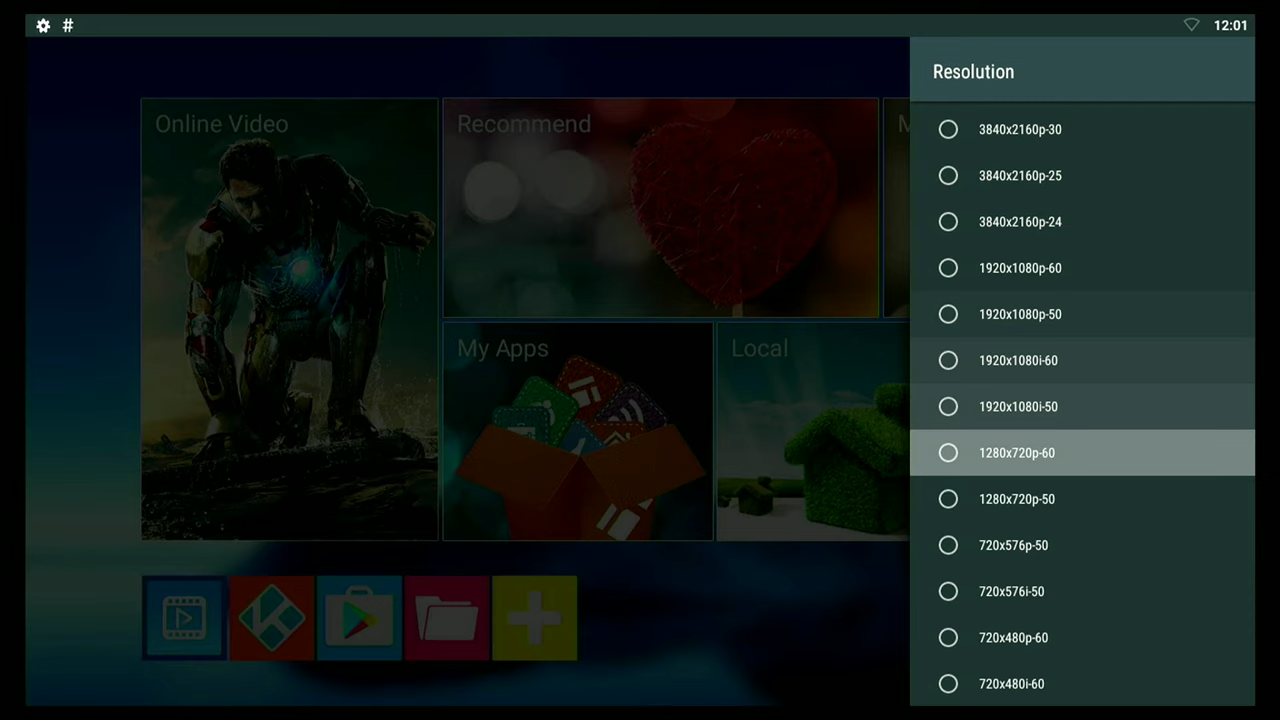 # 12:01
Resolution
Online Video
Recommend
M
My Apps
Local
3840x2160p-30
3840x2160p-25
3840x2160p-24
1920x1080p-60
1920x1080p-50
1920x1080i-60
1920x1080i-50
1280x720p-60
1280x720p-50
720x576p-50
720x576i-50
720x480p-60
720x480i-60